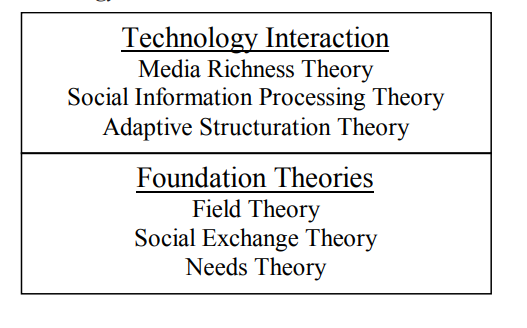 Technology Interaction
Media Richness Theory
Social Information Processing Theory
Adaptive Structuration Theory
Foundation Theories
Field Theory
Social Exchange Theory
Needs Theory